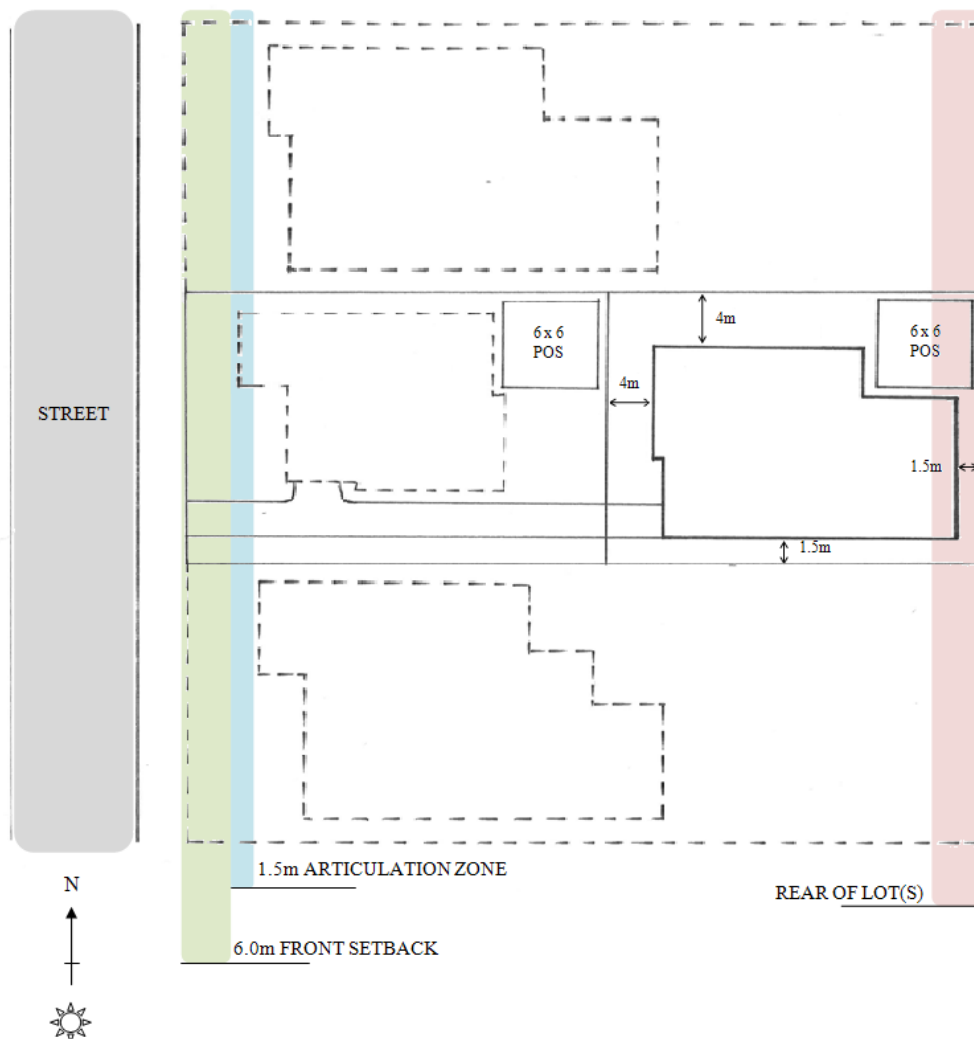 6 x 6
POS
4m
6 x 6
POS
4m
STREET
1.5m
1.5m
1.5m ARTICULATION ZONE
N
REAR OF LOT(S)
6.0m FRONT SETBACK